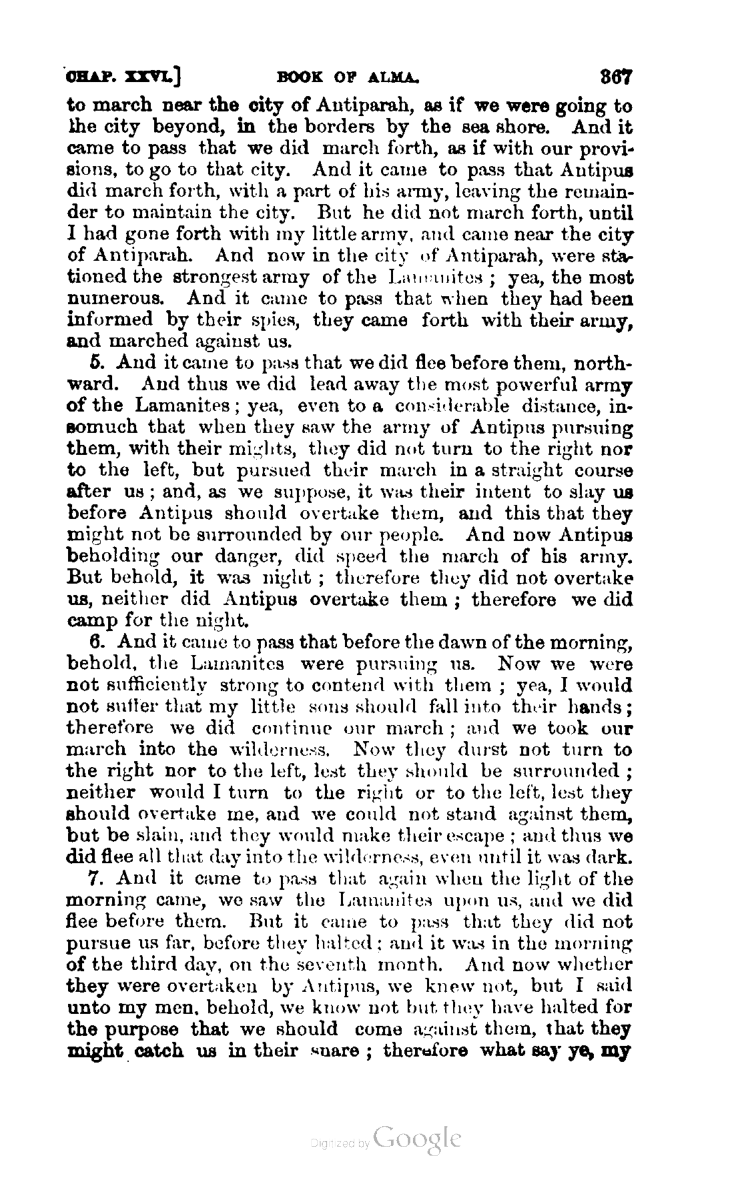 CHAP. XXVI.] BOOK OF ALMA. 367
to march near the city of Antiparah, as if we were going to
the city beyond, in the borders by the sea shore. And it
came to pass that we did march forth, as if with our provi-
sions, to go to that city. And it came to pass that Antipus
did march forth, with a part of his army, leaving the remain-
der to maintain the city. But he did not march forth, until
I had gone forth with my little army, and came near the city
of Antiparah. And now in the city of Antiparah, were sta-
tioned the strongest army of the Lamanites ; yea, the most
numerous. And it came to pass that when they had been
informed by their spies, they came forth with their army,
and marched against us.
5. And it came to pass that we did flee before them, north-
ward. And thus we did lead away the most powerful army
of the Lamanites ; yea, even to a considerable distance, in-
somuch that when they saw the army of Antipus pursuing
them, with their mights, they did not turn to the right nor
to the left, but pursued their march in a straight course
after us ; and, as we suppose, it was their intent to slay us
before Antipus should overtake them, and this that they
might not be surrounded by our people. And now Antipus
beholding our danger, did speed the march of his army.
But behold, it was night ; therefore they did not overtake
us, neither did Antipus overtake them ; therefore we did
camp for the night.
6. And it came to pass that before the dawn of the morning,
behold, the Lamanites were pursuing us. Now we were
not sufficiently strong to contend with them ; yea, I would
not suffer that my little sons should fall into their hands ;
therefore we did continue our march ; and we took our
march into the wilderness. Now they durst not turn to
the right nor to the left, lest they should be surrounded ;
neither would I turn to the right or to the left, lest they
should overtake me, and we could not stand against them,
but be slain, and they would make their escape ; and thus we
did flee all that day into the wilderness, even until it was dark.
7. And it came to pass that again when the light of the
morning came, we saw the Lamanites upon us, and we did
flee before them. But it came to pass that they did not
pursue us far, before they halted ; and it was in the morning
of the third day, on the seventh month. And now whether
they were overtaken by Antipus, we knew not, but I said
unto my men, behold, we know not but they have halted for
the purpose that we should come against them, that they
might catch us in their snare ; therefore what say ye, my
Digitized by Google